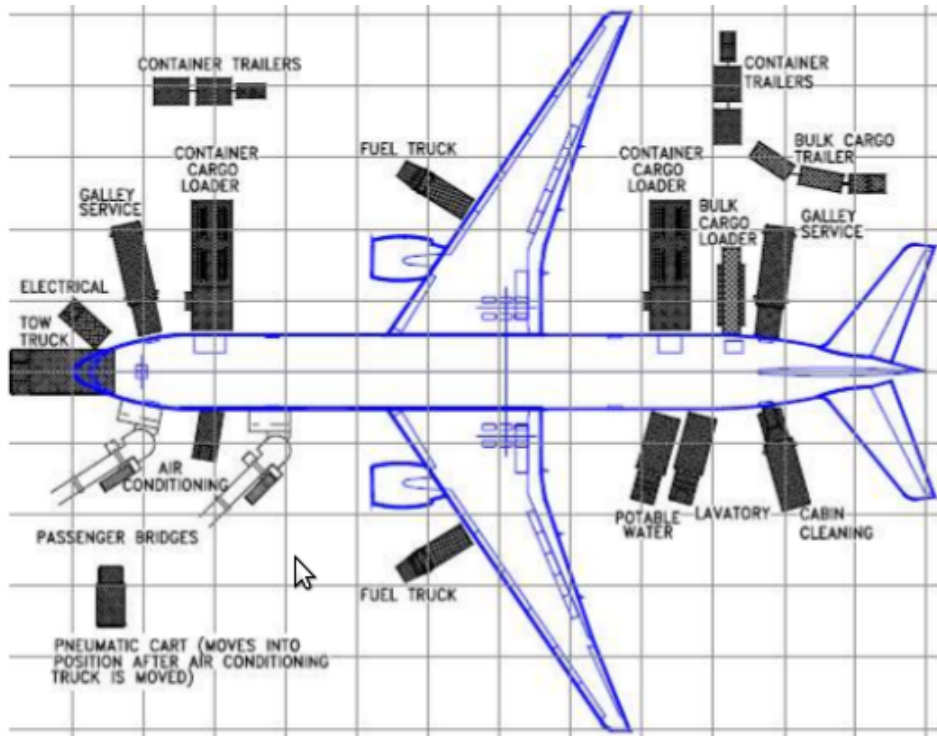 CONTAINER TRAILERS
CONTAINER
TRAILERS
FUEL TRUCK
BULK CARGO
TRAILER
CONTAINER
CARGO
LOADER
CONTAINER
CARGO
LOADER
GALLEY
SERVICE
BULK
CARGO
LOADER
GALLEY
SERVICE
ELECTRICAL
TOW
TRUCK
AIR
CONDITIONING
POTABLE
WATER
LAVATORY
CABIN
CLEANING
PASSENGER BRIDGES
FUEL TRUCK
PNEUMATIC CART (MOVES INTO
POSITION AFTER AIR CONDITIONING
TRUCK IS MOVED)